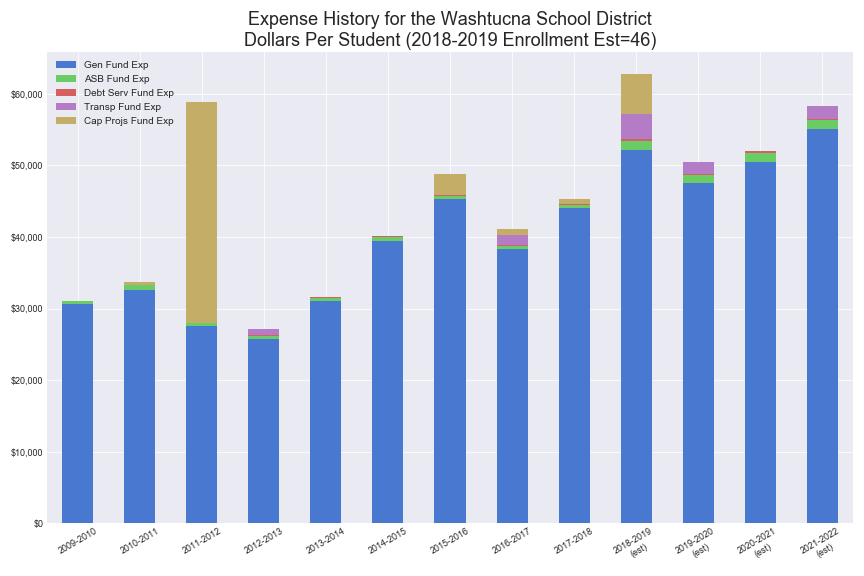 Expense History for the Washtucna School District
Dollars Per Student (2018-2019 Enrollment Est=46)
Gen Fund Exp
ASB Fund Exp
Debt Serv Fund Exp
Transp Fund Exp
Cap Projs Fund Exp
$60,000
$50,000
$40,000
$30,000
$20,000
$10,000
$0
2009-2010
2010-2011
2011-2012
2012-2013
2013-2014
2014-2015
2015-2016
2016-2017
2017-2018
2018-2019
(est)
2019-2020
(est)
2020-2021
(est)
2021-2022
(est)